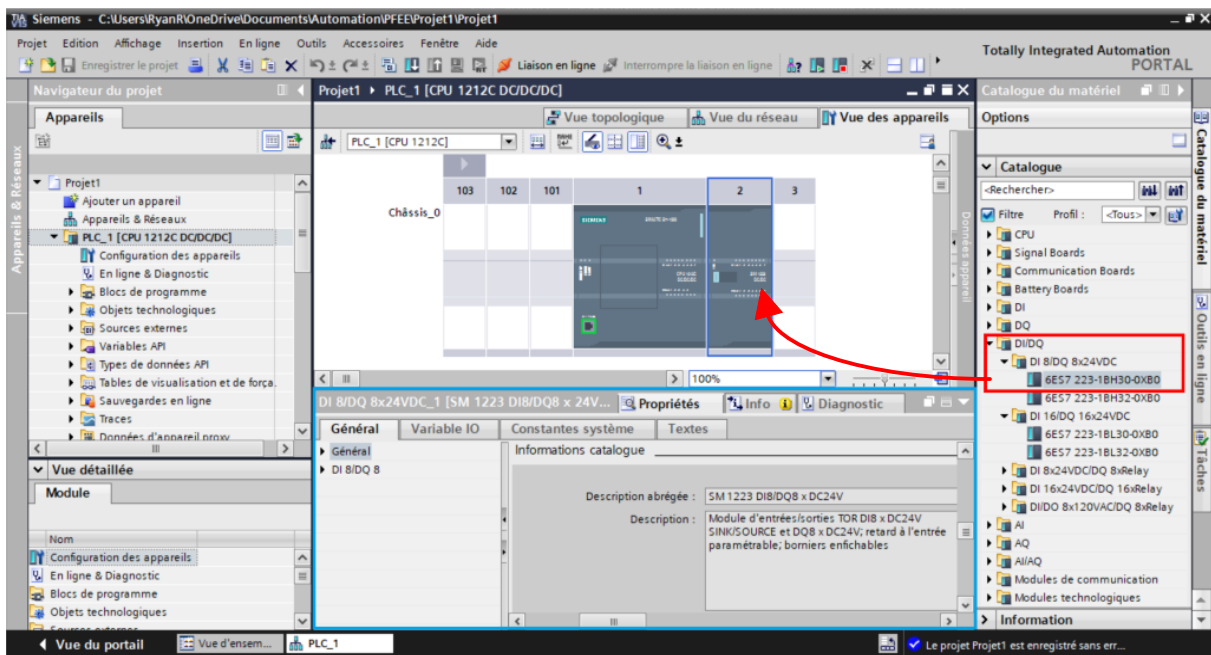 Siemens - C:\Users\RyanR\OneDrive\Documents\Automation\PFEE\Projet1\Projet1
Projet Edition Affichage Insertion En ligne Outils Accessoires Fenêtre Aide
Totally Integrated Automation
PORTAL
Enregistrer le projet
Liaison en ligne
Interrompre la liaison en ligne
Navigateur du projet
Projet1 PLC_1 [CPU 1212C DC/DC/DC]
Catalogue du matériel
Appareils
Vue topologique
Vue du réseau
Vue des appareils
Options
PLC_1 [CPU 1212C]
Catalogue
<Rechercher>
Filtre
Profil :
<Tous>
Projet1
Ajouter un appareil
Appareils & Réseaux
PLC_1 [CPU 1212C DC/DC/DC]
Configuration des appareils
En ligne & Diagnostic
Blocs de programme
Objets technologiques
Sources externes
Variables API
Types de données API
Tables de visualisation et de força.
Sauvegardes en ligne
Traces
Données d'appareil proxy
103 102 101 1 2 3
Châssis_0
SIEMENS
100%
Données appareil
CPU
Signal Boards
Communication Boards
Battery Boards
DI
DQ
DI/DQ
DI 8/DQ 8x24VDC
6ES7 223-1BH30-0XB0
6ES7 223-1BH32-0XB0
DI 16/DQ 16x24VDC
6ES7 223-1BL30-0XB0
6ES7 223-1BL32-0XB0
DI 8x24VDC/DQ 8xRelay
DI 16x24VDC/DQ 16xRelay
DI/DO 8x120VAC/DQ 8xRelay
AI
AQ
AI/AQ
Modules de communication
Modules technologiques
Information
Appareils & Réseaux
Catalogue du matériel
Outils en ligne
Tâches
DI 8/DQ 8x24VDC_1 [SM 1223 DI8/DQ8 x 24V...
Propriétés
Info
Diagnostic
Général
Variable IO
Constantes système
Textes
Général
DI 8/DQ 8
Informations catalogue
Description abrégée :
SM 1223 DI8/DQ8 x DC24V
Description :
Module d'entrées/sorties TOR DI8 x DC24V
SINK/SOURCE et DQ8 x DC24V; retard à l'entrée
paramétrable; borniers enfichables
Vue détaillée
Module
Nom
Configuration des appareils
En ligne & Diagnostic
Blocs de programme
Objets technologiques
Vue du portail
Vue d'ensem...
PLC_1
Le projet Projet1 est enregistré sans err...